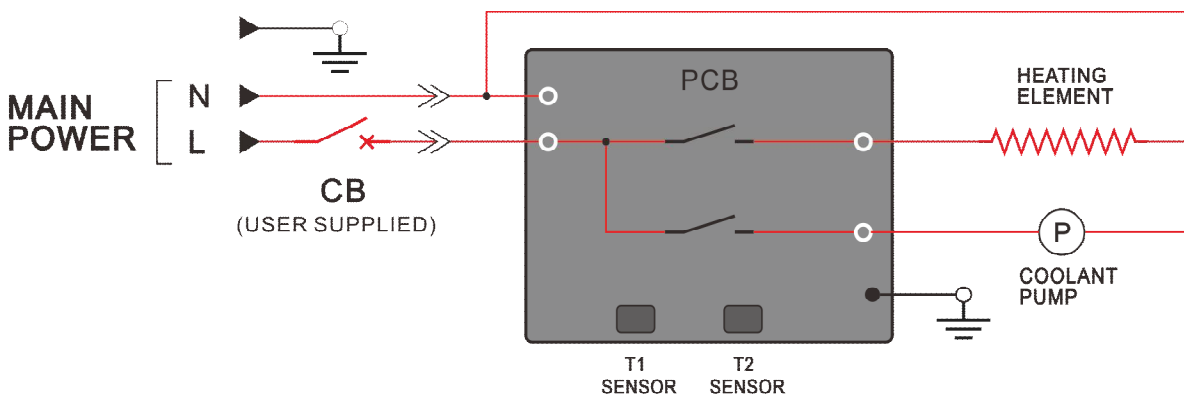 MAIN
POWER
N
L
CB
(USER SUPPLIED)
PCB
HEATING
ELEMENT
P
COOLANT
PUMP
T1
SENSOR
T2
SENSOR